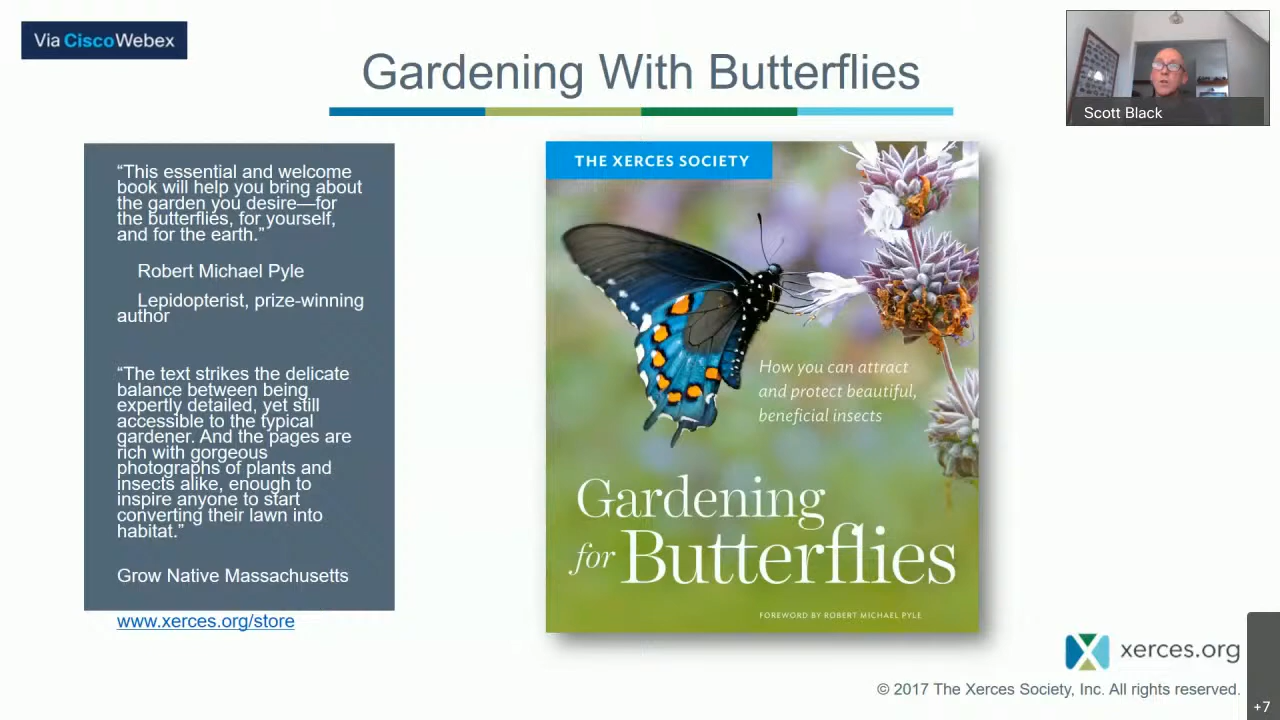 Via CiscoWebex
Gardening With Butterflies
Scott Black
“This essential and welcome
book will help you bring about
the garden you desire—for
the butterflies, for yourself,
and for the earth.”
Robert Michael Pyle
Lepidopterist, prize-winning
author
“The text strikes the delicate
balance between being
expertly detailed, yet still
accessible to the typical
gardener. And the pages are
rich with gorgeous
photographs of plants and
insects alike, enough to
inspire anyone to start
converting their lawn into
habitat.”
Grow Native Massachusetts
www.xerces.org/store
THE XERCES SOCIETY
How you can attract
and protect beautiful,
beneficial insects
Gardening
for Butterflies
FOREWORD BY ROBERT MICHAEL PYLE
xerces.org
© 2017 The Xerces Society, Inc. All rights reserved.
+7